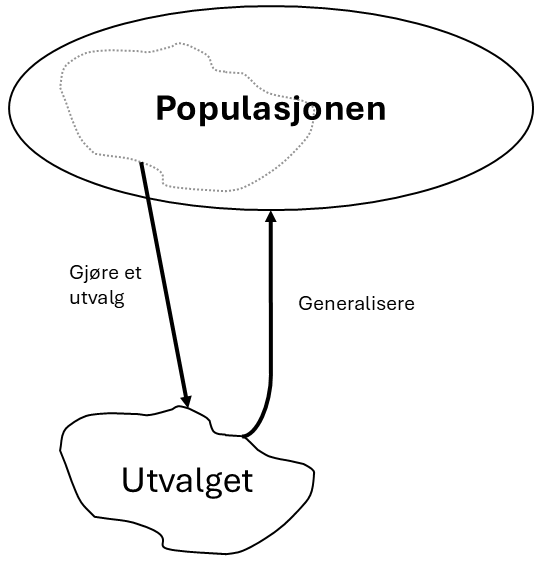 Populasjonen
Gjøre et
utvalg
Generalisere
Utvalget